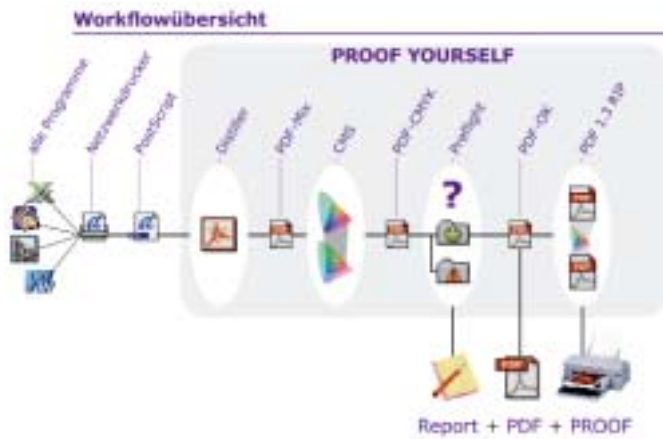 Workflowübersicht
PROOF YOURSELF
alle Programme
Netzwerkdrucker
PostScript
Distiller
PDF-Mix
CMS
PDF-CMYK
Preflight
PDF-OK
PDF 1.3 RIP
?
Report + PDF + PROOF